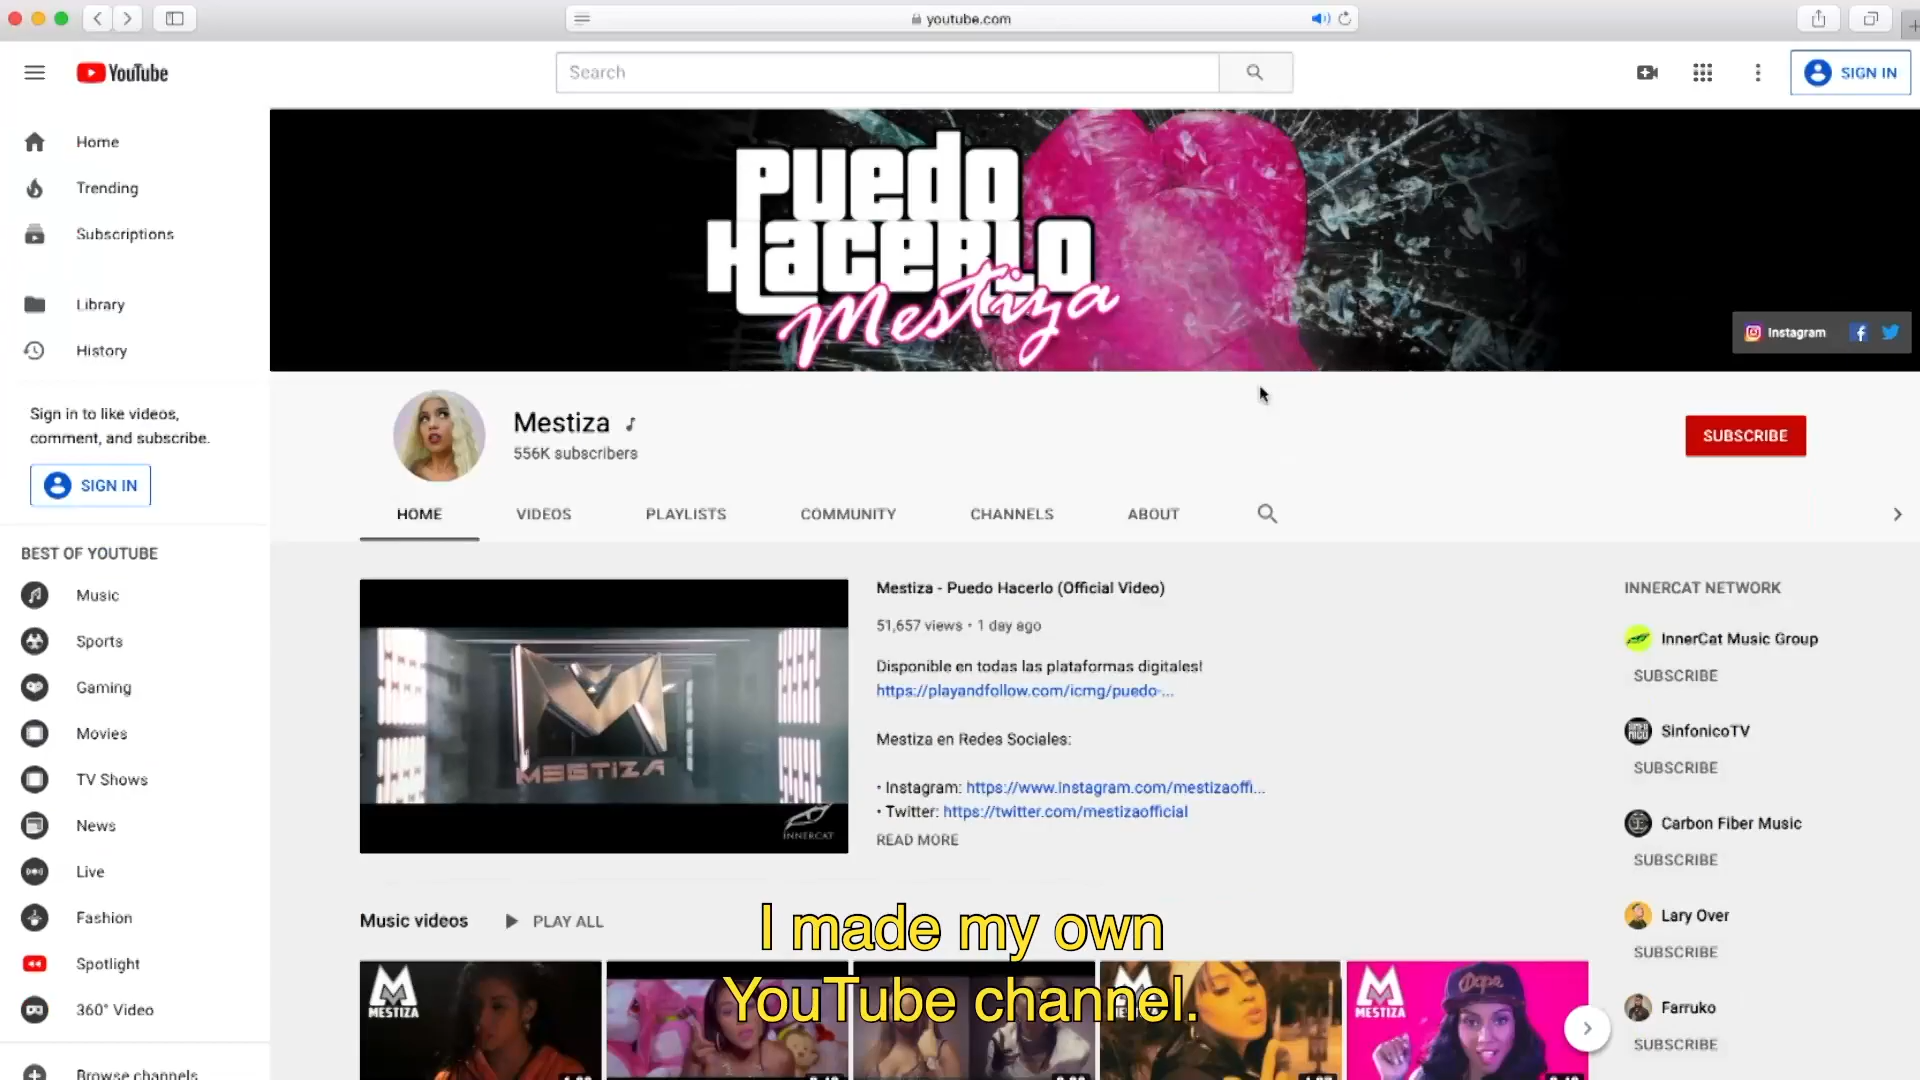 youtube.com
YouTube
Search
SIGN IN
Home
Trending
Subscriptions
Library
History
Sign in to like videos,
comment, and subscribe.
SIGN IN
BEST OF YOUTUBE
Music
Sports
Gaming
Movies
TV Shows
News
Live
Fashion
Spotlight
360° Video
Browse channels
PUEDO
HACERLO
Mestiza
Instagram
Mestiza
556K subscribers
SUBSCRIBE
HOME
VIDEOS
PLAYLISTS
COMMUNITY
CHANNELS
ABOUT
MESTIZA
INNERCAT
Mestiza - Puedo Hacerlo (Official Video)
51,657 views • 1 day ago
Disponible en todas las plataformas digitales!
https://playandfollow.com/icmg/puedo-...
Mestiza en Redes Sociales:
• Instagram: https://www.instagram.com/mestizaoffi...
• Twitter: https://twitter.com/mestizaofficial
READ MORE
Music videos
PLAY ALL
MESTIZA
MESTIZA
Dope
INNERCAT NETWORK
InnerCat Music Group
SUBSCRIBE
SinfonicoTV
SUBSCRIBE
Carbon Fiber Music
SUBSCRIBE
Lary Over
SUBSCRIBE
Farruko
SUBSCRIBE
I made my own
YouTube channel.